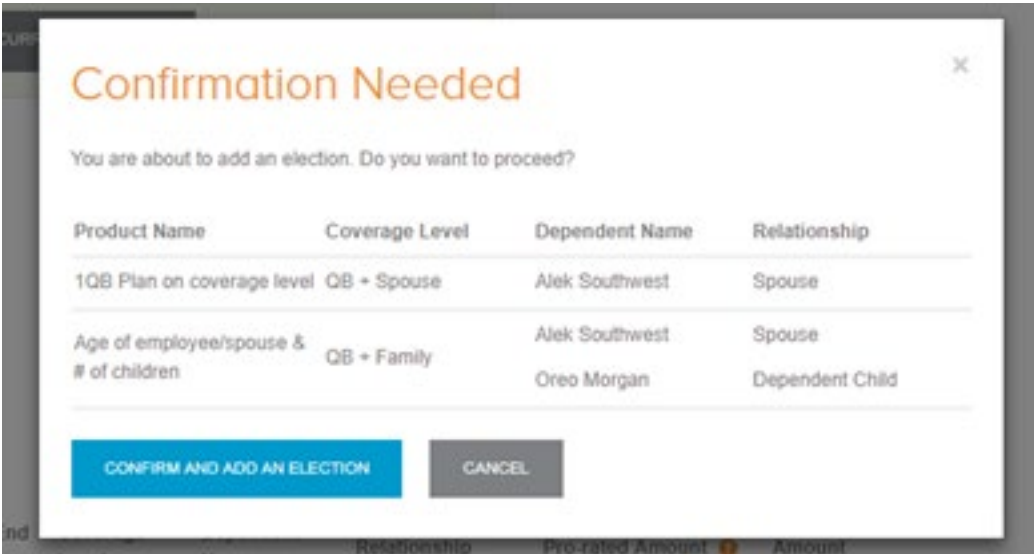 CURR
Confirmation Needed
×
You are about to add an election. Do you want to proceed?
Product Name Coverage Level Dependent Name Relationship
1QB Plan on coverage level QB + Spouse Alek Southwest Spouse
Age of employee/spouse & # of children QB + Family Alek Southwest Spouse
Oreo Morgan Dependent Child
CONFIRM AND ADD AN ELECTION CANCEL
End
Relationship Pro-rated Amount Amount